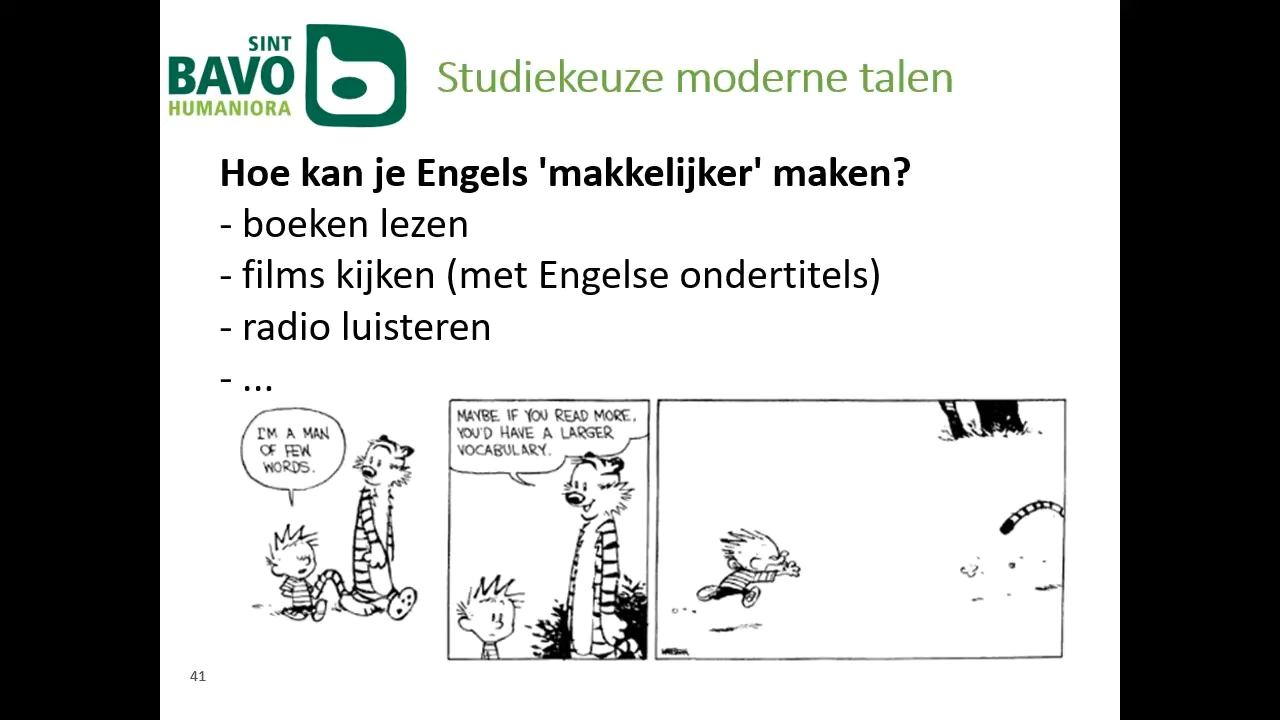 SINT
BAVO
HUMANIORA
Studiekeuze moderne talen
Hoe kan je Engels 'makkelijker' maken?
- boeken lezen
- films kijken (met Engelse ondertitels)
- radio luisteren
- ...
I'M A MAN
OF FEW
WORDS.
MAYBE IF YOU READ MORE,
YOU'D HAVE A LARGER
VOCABULARY.
41